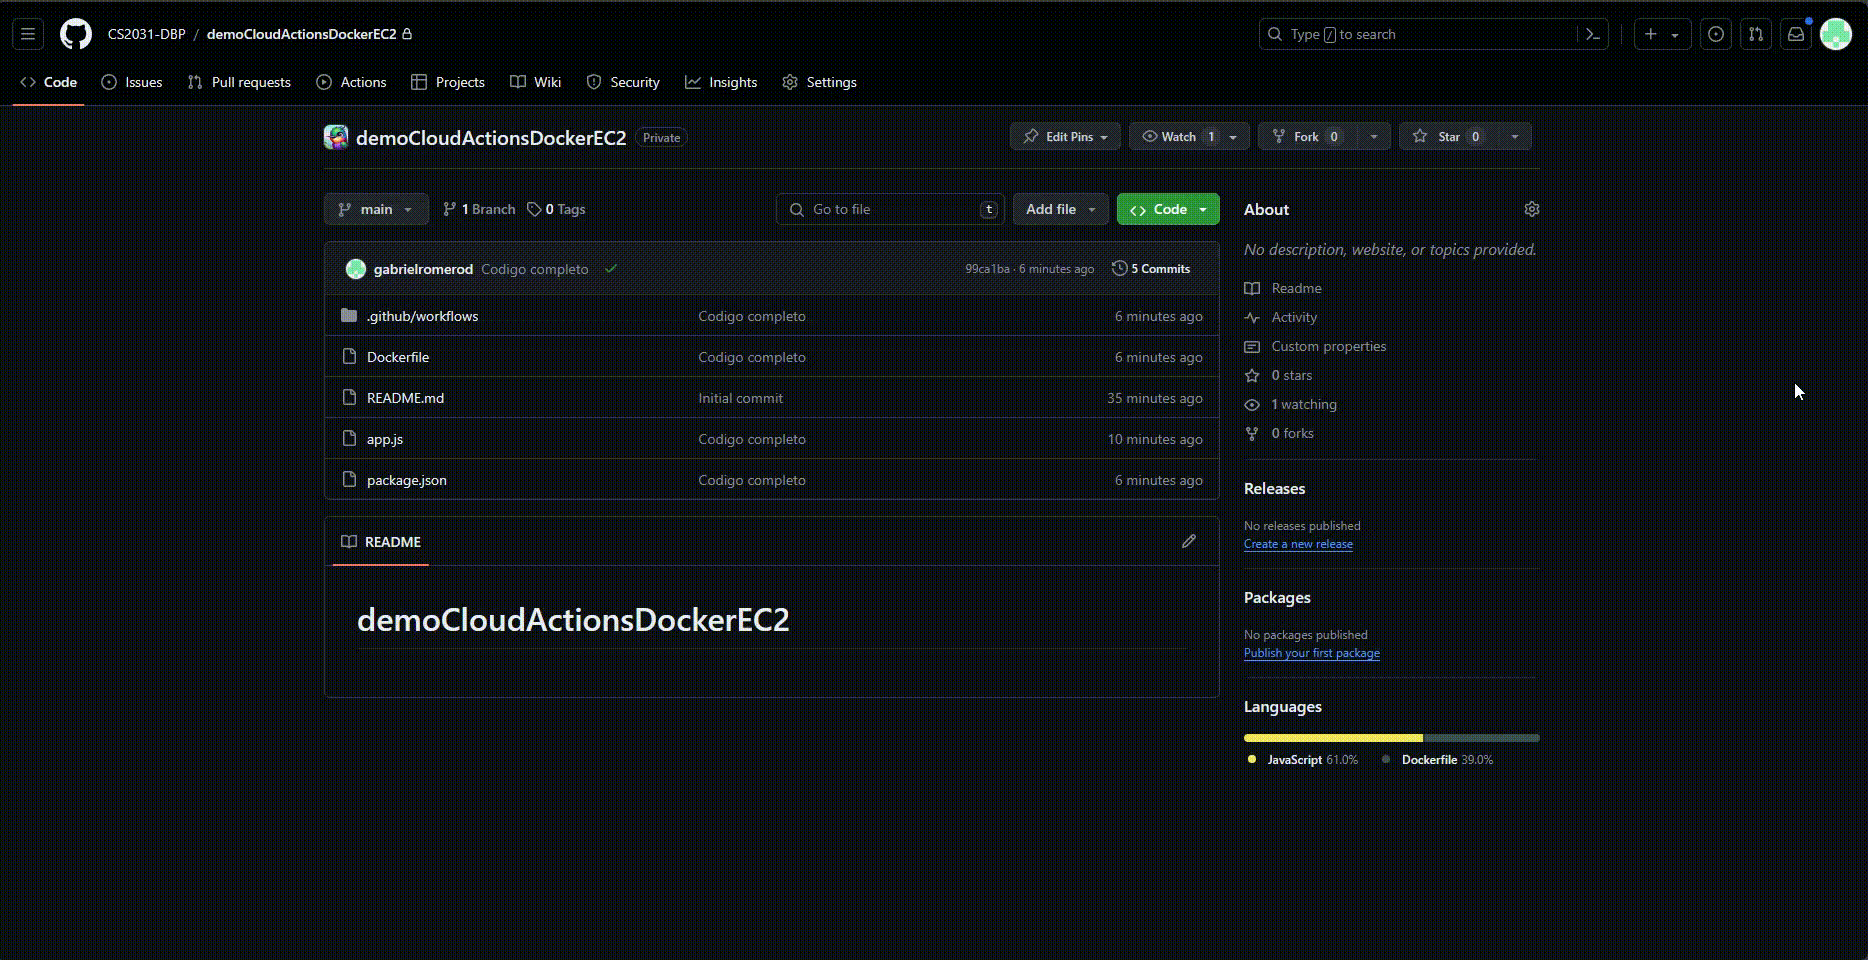 CS2031-DBP / demoCloudActionsDockerEC2
Type / to search
Code Issues Pull requests Actions Projects Wiki Security Insights Settings
demoCloudActionsDockerEC2 Private
Edit Pins Watch 1 Fork 0 Star 0
main 1 Branch 0 Tags
Go to file t Add file Code
gabrielromerod Codigo completo 99ca1ba · 6 minutes ago 5 Commits
.github/workflows Codigo completo 6 minutes ago
Dockerfile Codigo completo 6 minutes ago
README.md Initial commit 35 minutes ago
app.js Codigo completo 10 minutes ago
package.json Codigo completo 6 minutes ago
README
demoCloudActionsDockerEC2
About
No description, website, or topics provided.
Readme
Activity
Custom properties
0 stars
1 watching
0 forks
Releases
No releases published
Create a new release
Packages
No packages published
Publish your first package
Languages
JavaScript 61.0% Dockerfile 39.0%